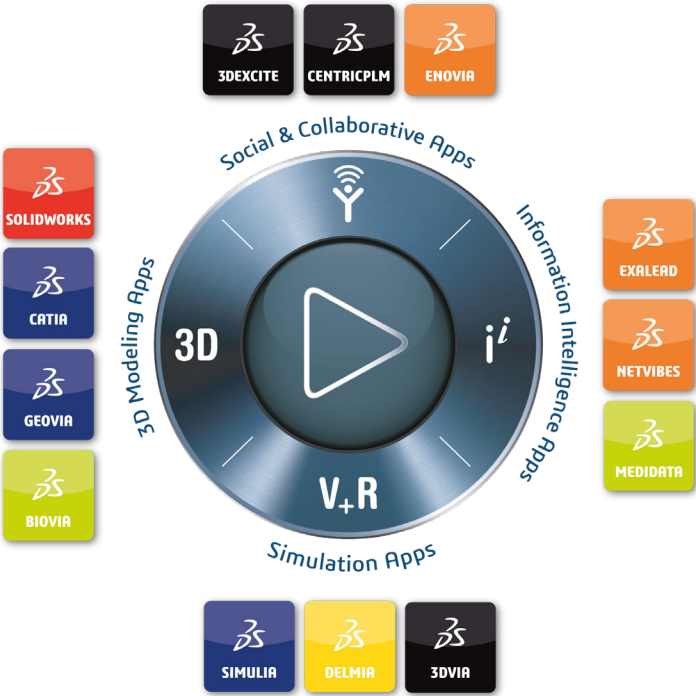 3DEXCITE
CENTRICPLM
ENOVIA
Social & Collaborative Apps
SOLIDWORKS
CATIA
GEOVIA
BIOVIA
3D Modeling Apps
3D
i i
V+R
Information Intelligence Apps
EXALEAD
NETVIBES
MEDIDATA
Simulation Apps
SIMULIA
DELMIA
3DVIA